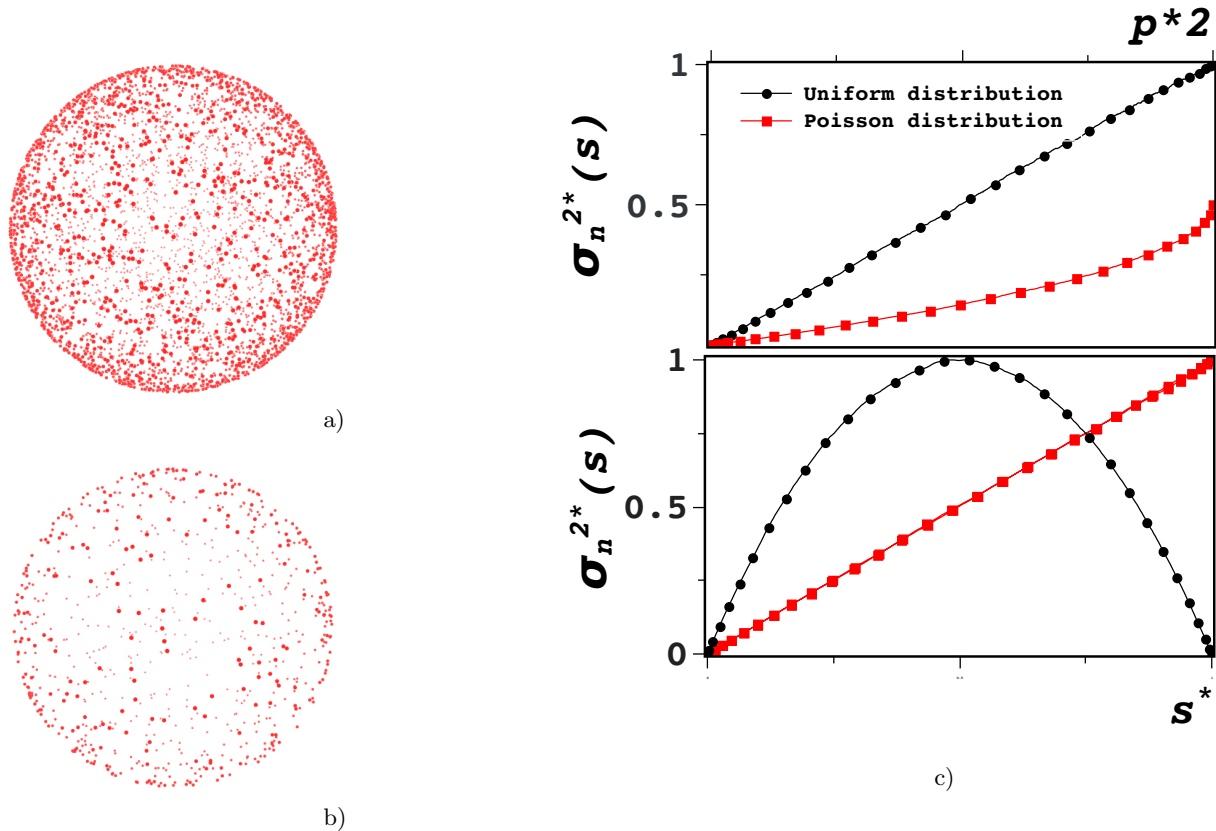 p*2
1
Uniform distribution
Poisson distribution
0.5
σn2*(s)
a)
1
0.5
σn2*(s)
0
s*
c)
b)